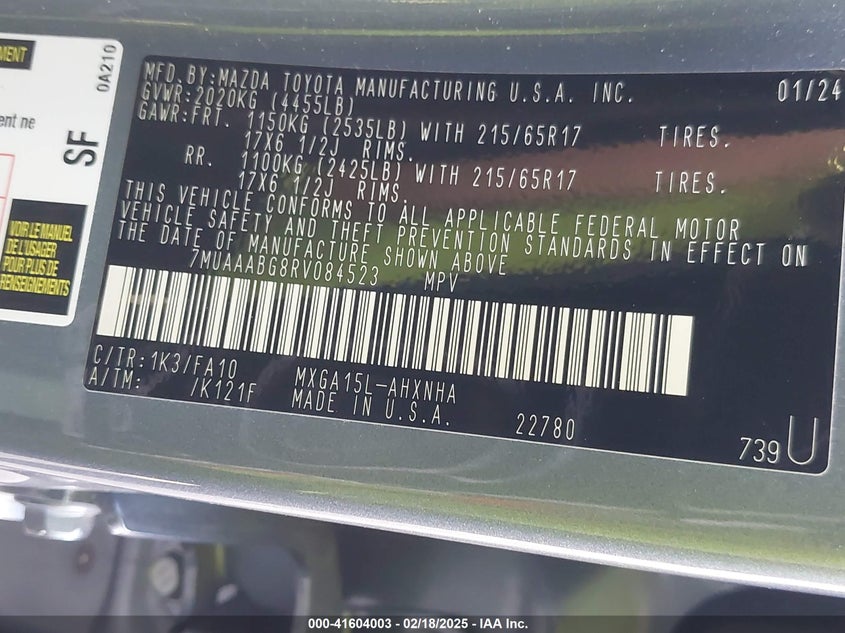 MENT
0A210
ent ne
SF
VOIR LE MANUEL
DE L'USAGER
POUR PLUS DE
RENSEIGNEMENTS
MFD. BY: MAZDA TOYOTA MANUFACTURING U.S.A. INC. 01/24
GVWR: 2020KG (4455LB)
GAWR: FRT. 1150KG (2535LB) WITH 215/65R17 TIRES.
17X6 1/2J RIMS.
RR. 1100KG (2425LB) WITH 215/65R17 TIRES.
17X6 1/2J RIMS.
THIS VEHICLE CONFORMS TO ALL APPLICABLE FEDERAL MOTOR
VEHICLE SAFETY AND THEFT PREVENTION STANDARDS IN EFFECT ON
THE DATE OF MANUFACTURE SHOWN ABOVE
7MUAAABG8RV084523 MPV
C/TR: 1K3/FA10 MXGA15L-AHXNHA
A/TM: /K121F MADE IN U.S.A. 22780
739U
000-41604003 — 02/18/2025 — IAA Inc.